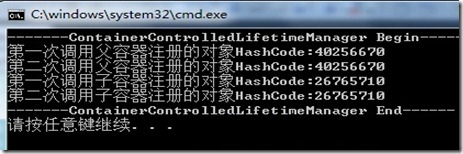 C:\windows\system32\cmd.exe
-------ContainerControlledLifetimeManager Begin------
第一次调用父容器注册的对象HashCode:40256670
第二次调用父容器注册的对象HashCode:40256670
第一次调用子容器注册的对象HashCode:26765710
第二次调用子容器注册的对象HashCode:26765710
-------ContainerControlledLifetimeManager End------
请按任意键继续. . .